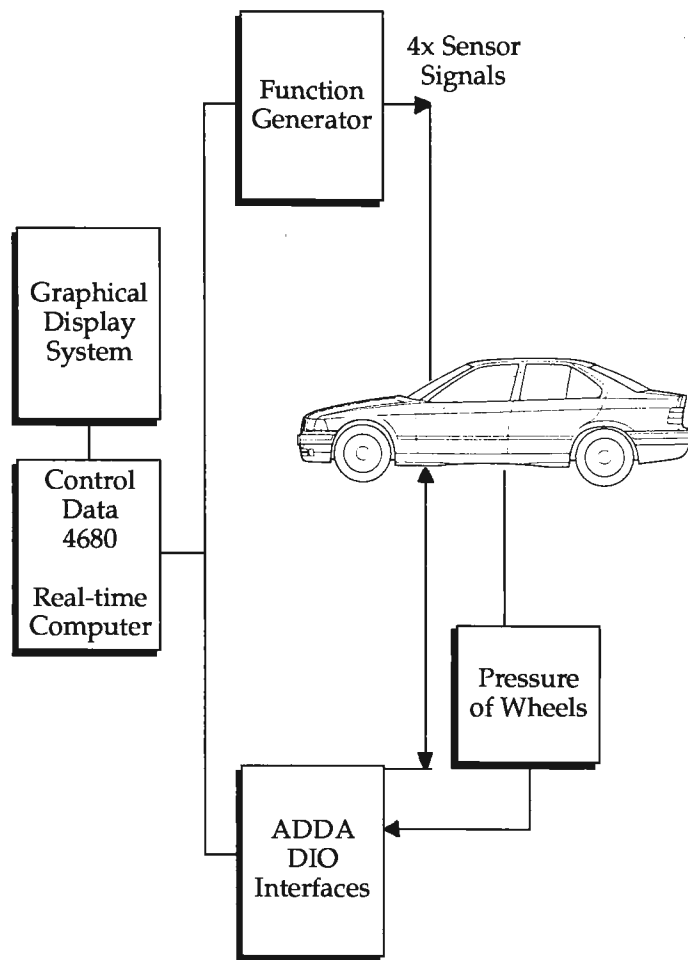 4x Sensor
Signals
Function
Generator
Graphical
Display
System
Control
Data
4680
Real-time
Computer
Pressure
of Wheels
ADDA
DIO
Interfaces